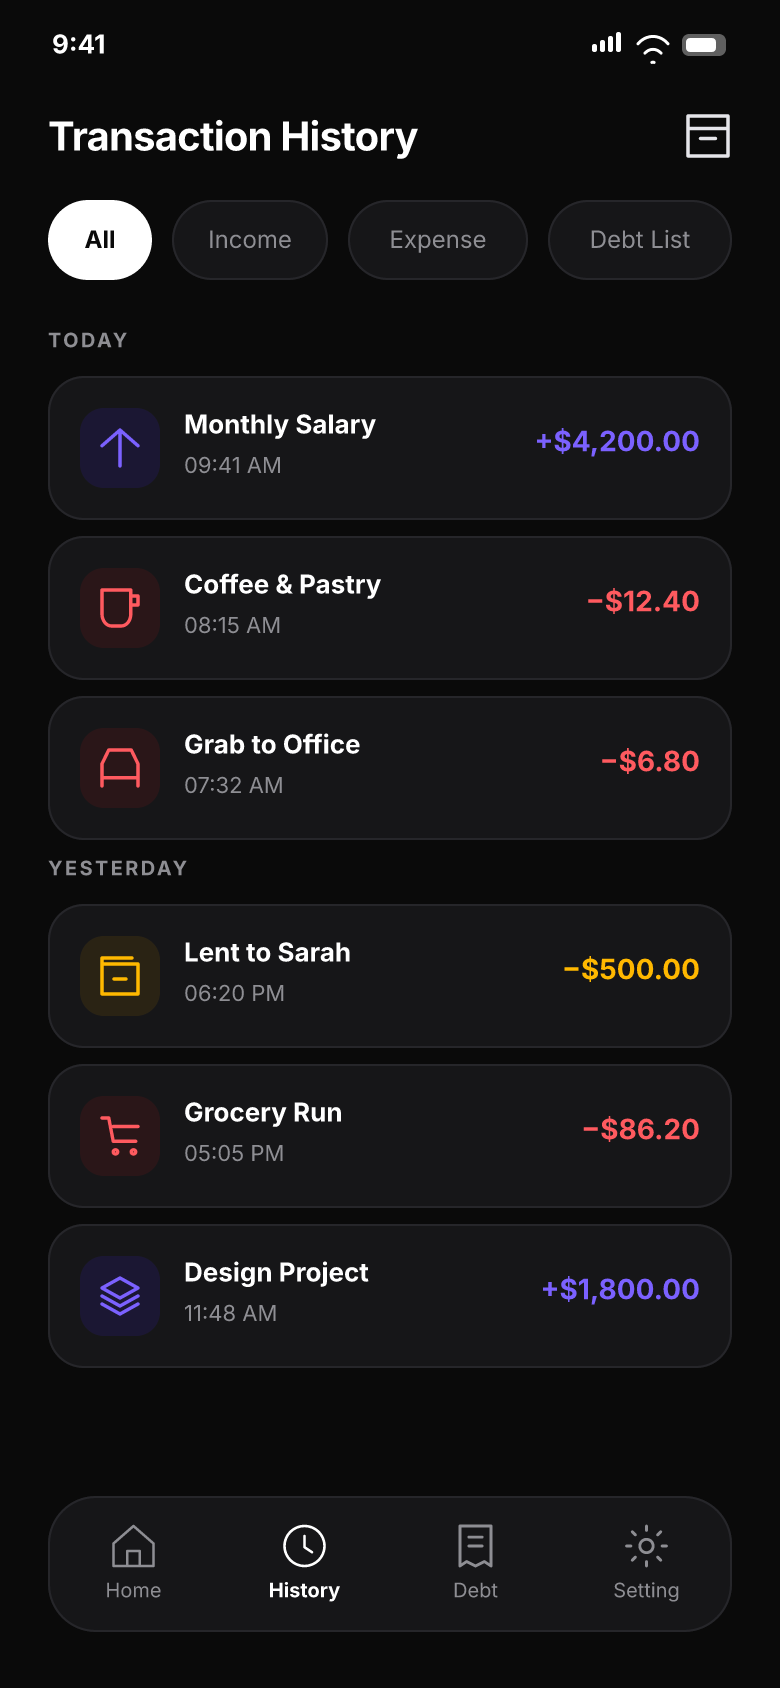 9:41
Transaction History
All
Income
Expense
Debt List
TODAY
Monthly Salary
09:41 AM
+$4,200.00
Coffee & Pastry
08:15 AM
−$12.40
Grab to Office
07:32 AM
−$6.80
YESTERDAY
Lent to Sarah
06:20 PM
−$500.00
Grocery Run
05:05 PM
−$86.20
Design Project
11:48 AM
+$1,800.00
Home
History
Debt
Setting